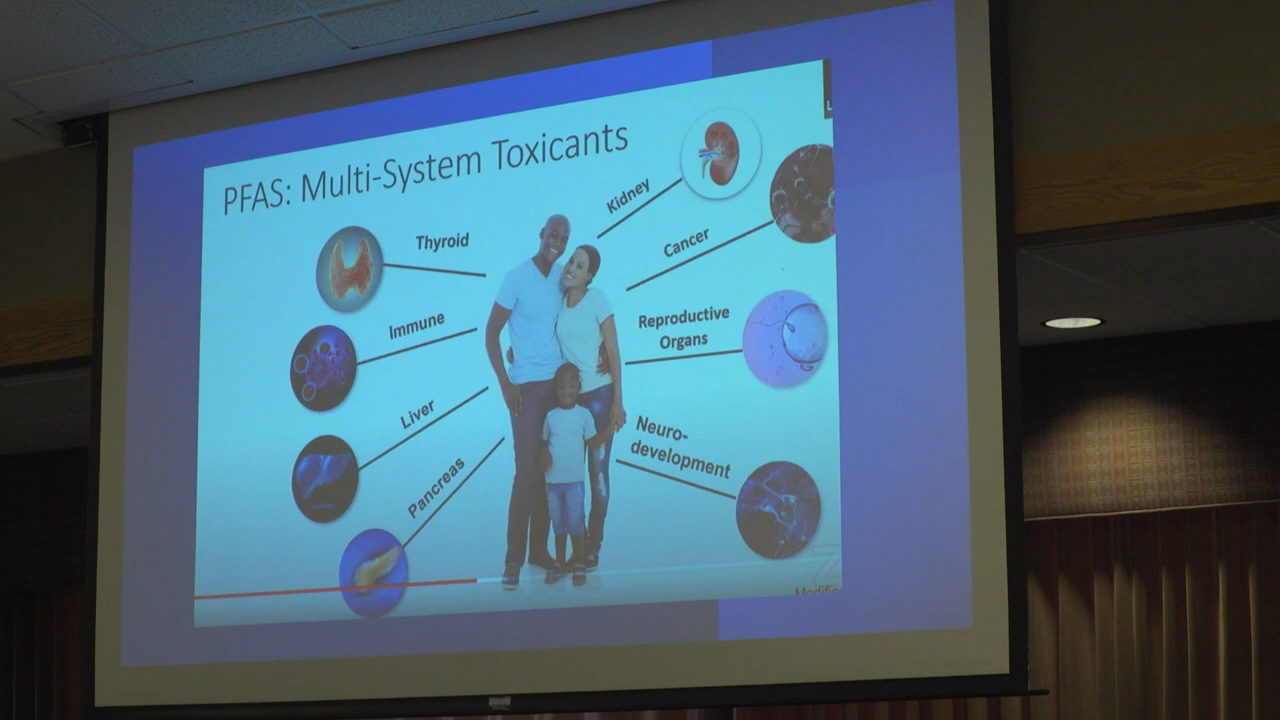 PFAS: Multi-System Toxicants
Thyroid
Immune
Liver
Pancreas
Kidney
Cancer
Reproductive
Organs
Neuro-
development